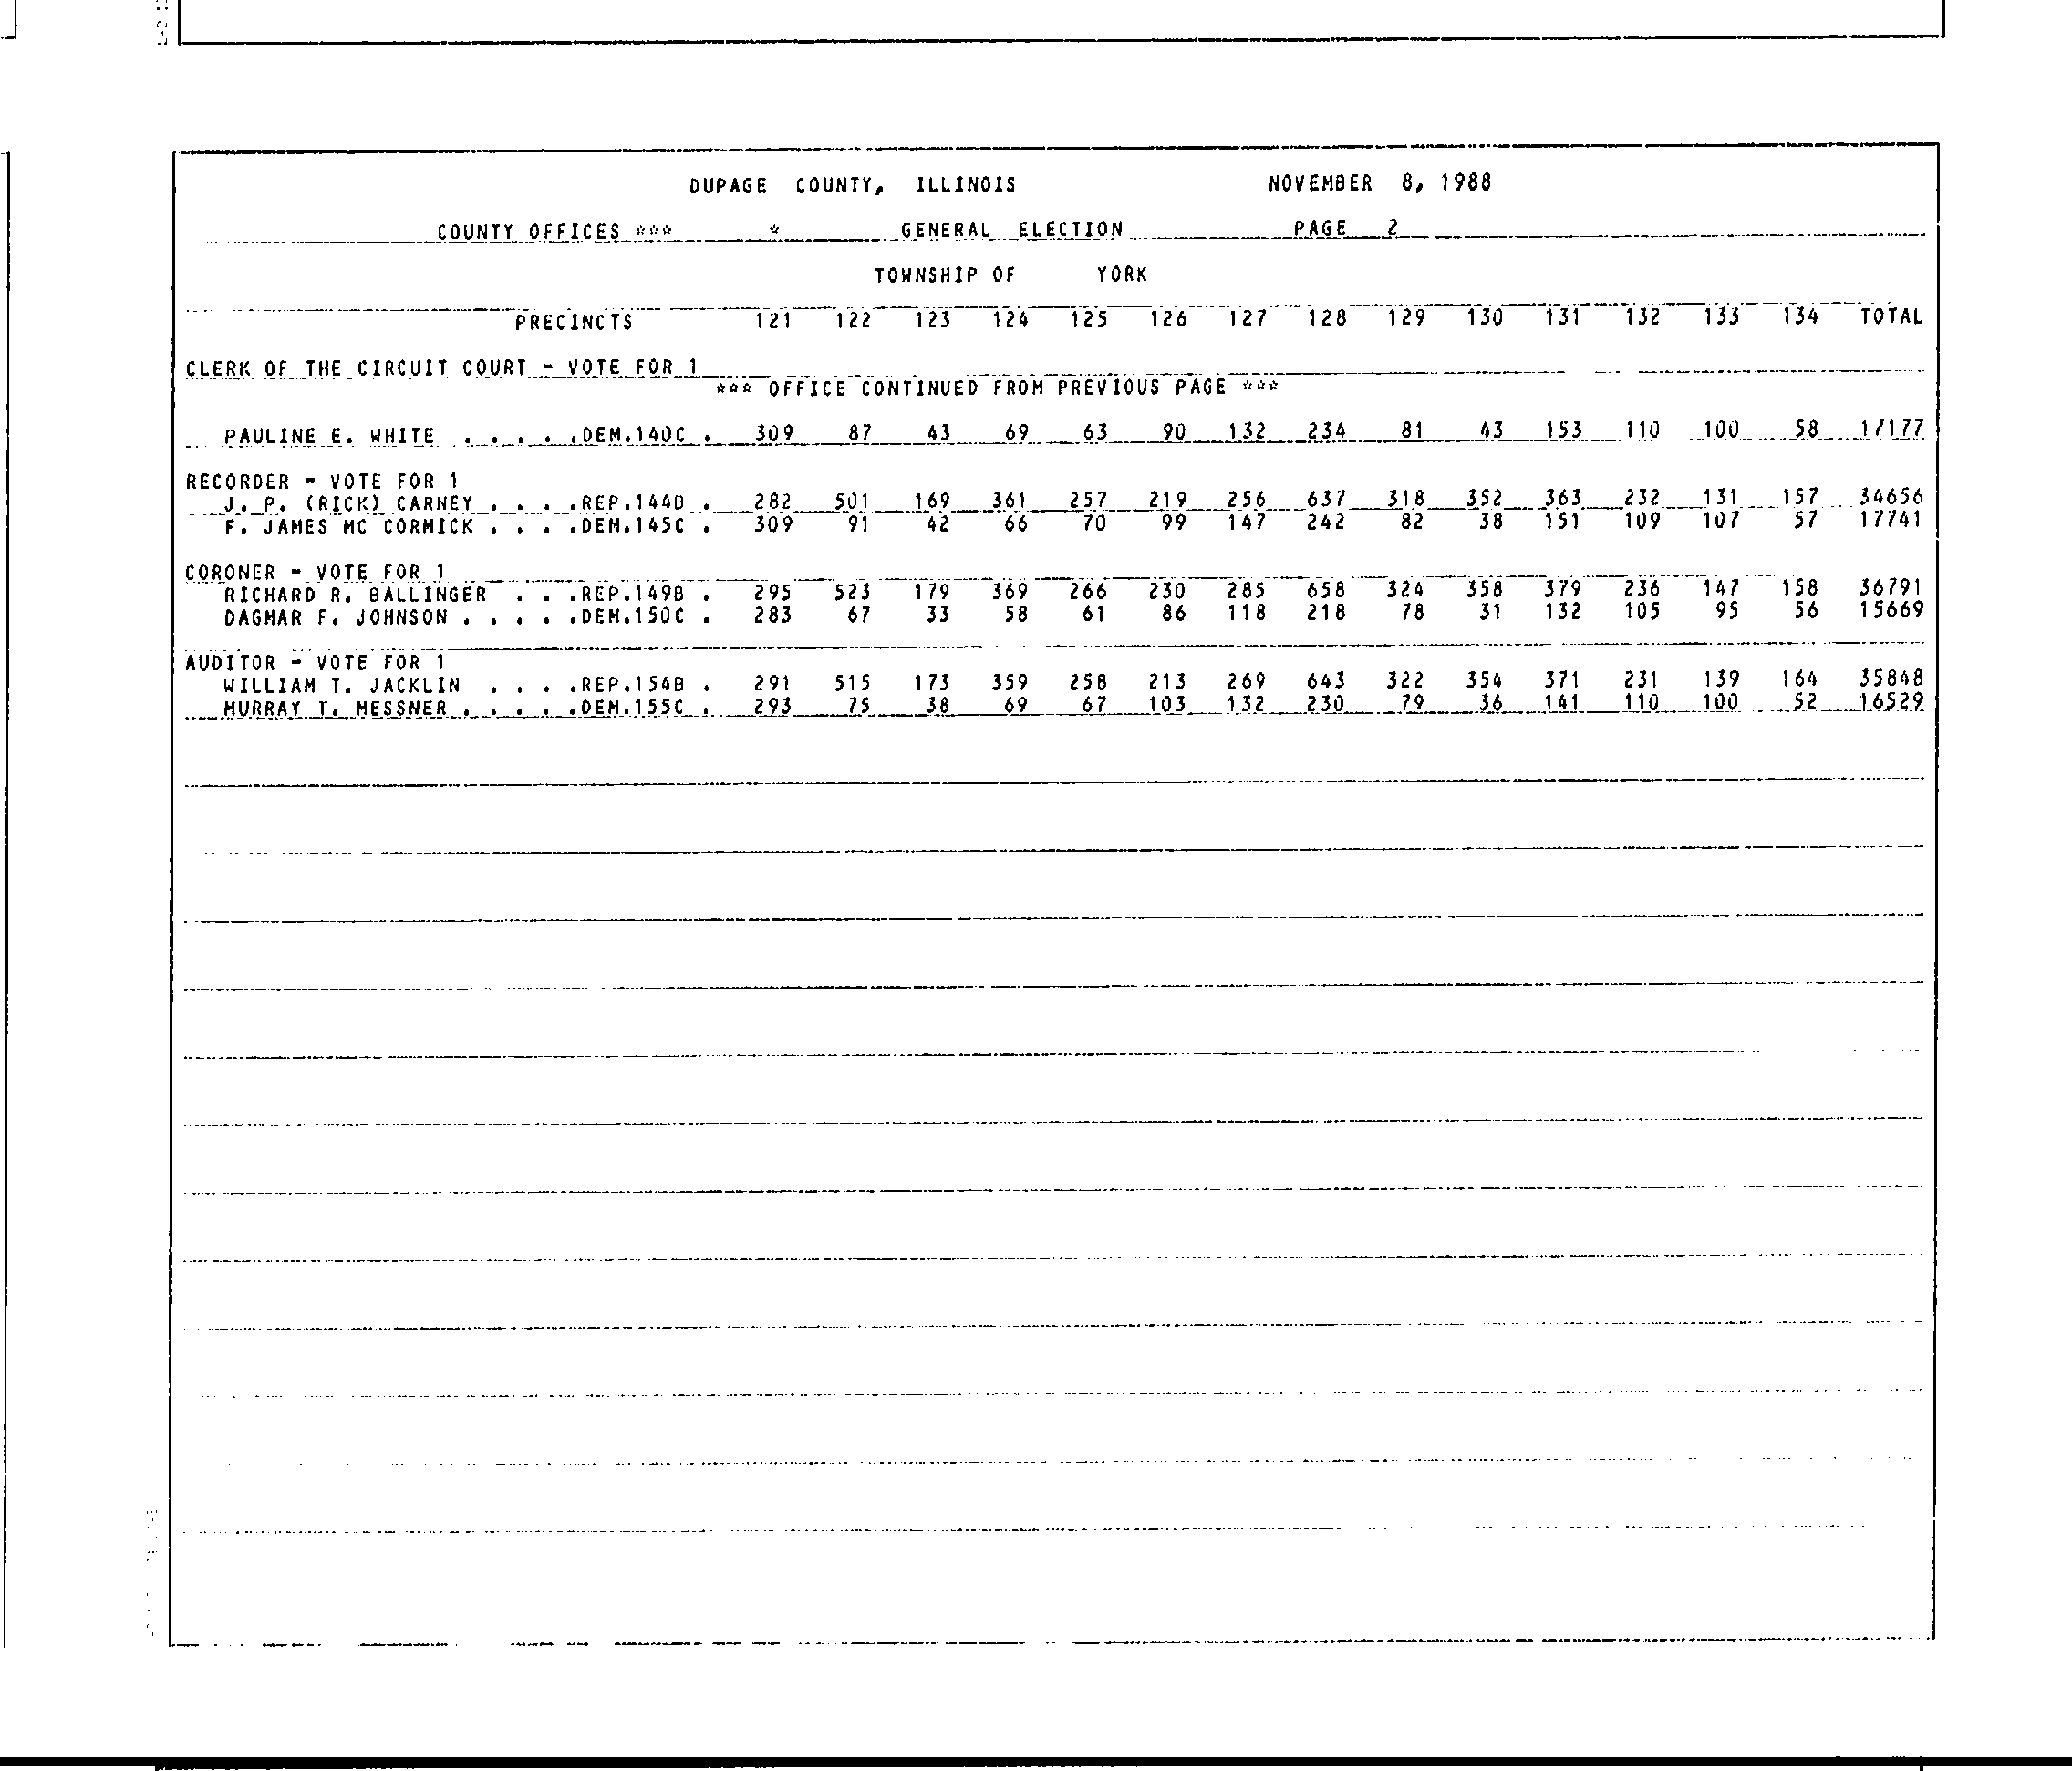 DUPAGE COUNTY, ILLINOIS NOVEMBER 8, 1988
COUNTY OFFICES *** * GENERAL ELECTION PAGE 2
TOWNSHIP OF YORK
PRECINCTS 121 122 123 124 125 126 127 128 129 130 131 132 133 134 TOTAL
CLERK OF THE CIRCUIT COURT - VOTE FOR 1
*** OFFICE CONTINUED FROM PREVIOUS PAGE ***
PAULINE E. WHITE . . . . .DEM.140C . 309 87 43 69 63 90 132 234 81 43 153 110 100 58 17177
RECORDER - VOTE FOR 1
J. P. (RICK) CARNEY . . . .REP.144B . 282 501 169 361 257 219 256 637 318 352 363 232 131 157 34656
F. JAMES MC CORMICK . . . .DEM.145C . 309 91 42 66 70 99 147 242 82 38 151 109 107 57 17741
CORONER - VOTE FOR 1
RICHARD R. BALLINGER . . .REP.149B . 295 523 179 369 266 230 285 658 324 358 379 236 147 158 36791
DAGMAR F. JOHNSON . . . . .DEM.150C . 283 67 33 58 61 86 118 218 78 31 132 105 95 56 15669
AUDITOR - VOTE FOR 1
WILLIAM T. JACKLIN . . . .REP.154B . 291 515 173 359 258 213 269 643 322 354 371 231 139 164 35848
MURRAY T. MESSNER . . . . .DEM.155C . 293 75 38 69 67 103 132 230 79 36 141 110 100 52 16529